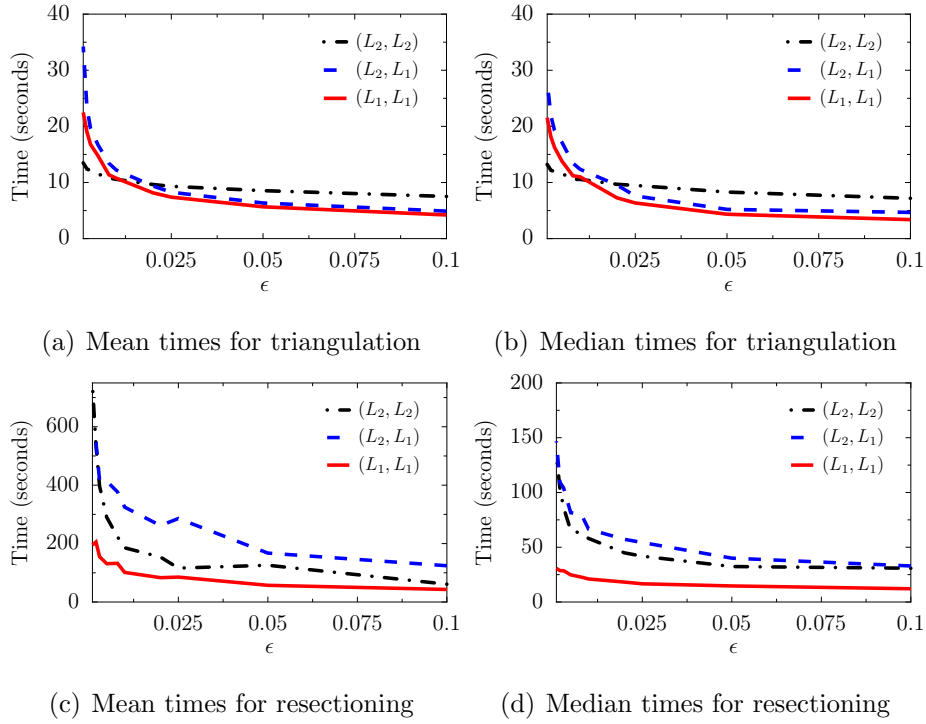 40
30
20
10
0
Time (seconds)
(L₂, L₂)
(L₂, L₁)
(L₁, L₁)
0.025
0.05
0.075
0.1
ϵ
(a) Mean times for triangulation
40
30
20
10
0
Time (seconds)
(L₂, L₂)
(L₂, L₁)
(L₁, L₁)
0.025
0.05
0.075
0.1
ϵ
(b) Median times for triangulation
600
400
200
0
Time (seconds)
(L₂, L₂)
(L₂, L₁)
(L₁, L₁)
0.025
0.05
0.075
0.1
ϵ
(c) Mean times for resectioning
200
150
100
50
0
Time (seconds)
(L₂, L₂)
(L₂, L₁)
(L₁, L₁)
0.025
0.05
0.075
0.1
ϵ
(d) Median times for resectioning